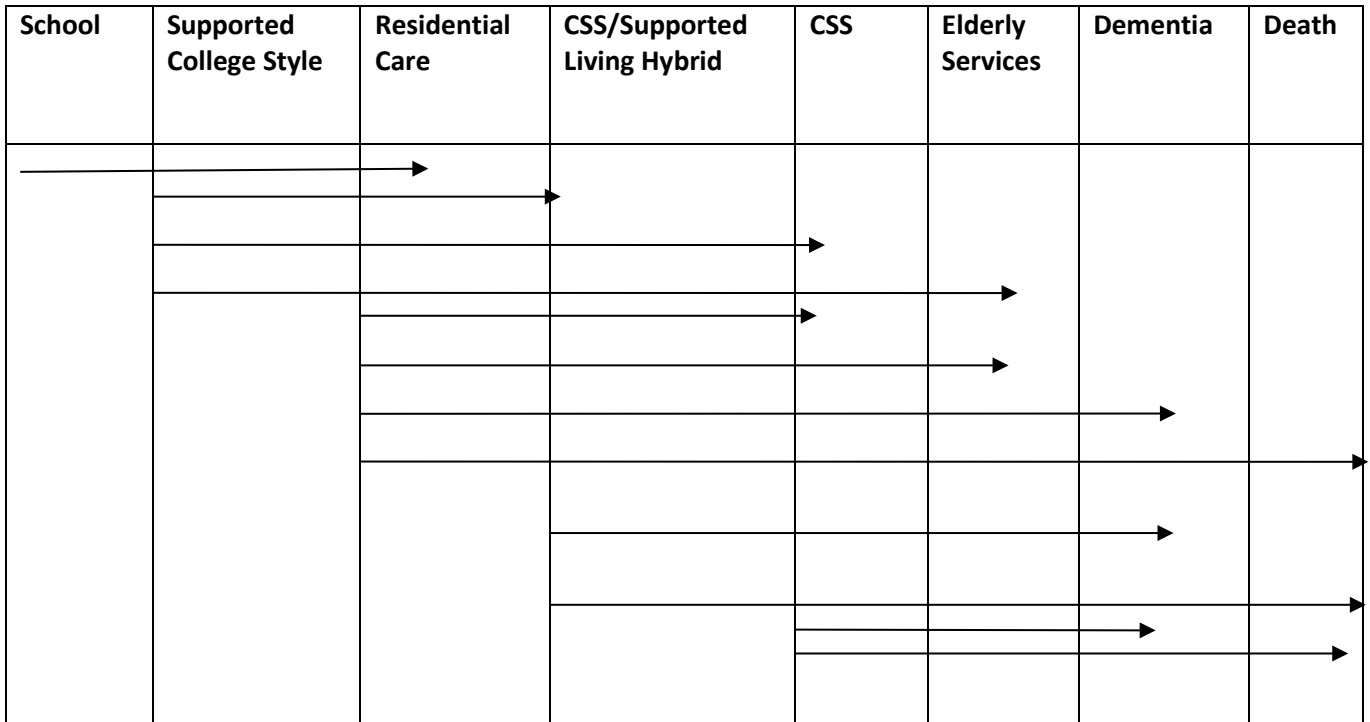 School
Supported
College Style
Residential
Care
CSS/Supported
Living Hybrid
CSS
Elderly
Services
Dementia
Death